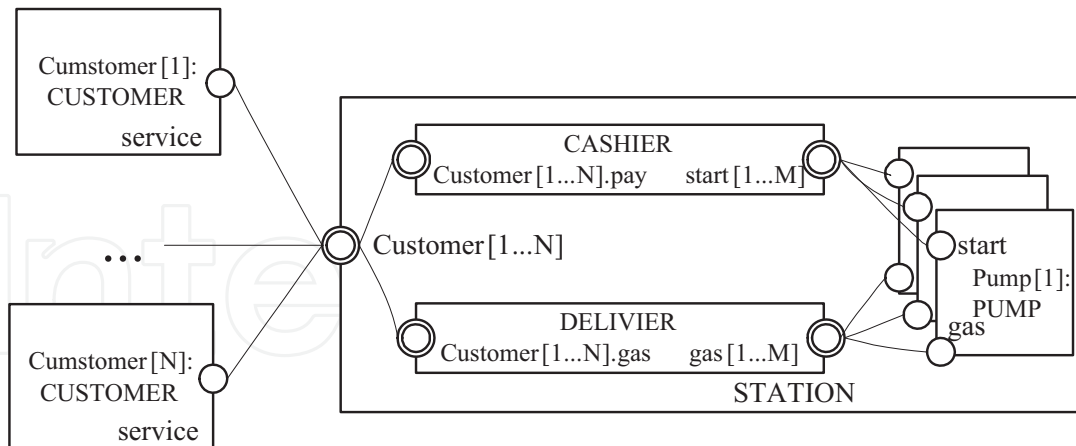 Cumstomer[1]:
CUSTOMER
service
...
Cumstomer[N]:
CUSTOMER
service
Customer[1...N]
CASHIER
Customer[1...N].pay start[1...M]
DELIVIER
Customer[1...N].gas gas[1...M]
start
Pump[1]:
PUMP
gas
STATION
Inte